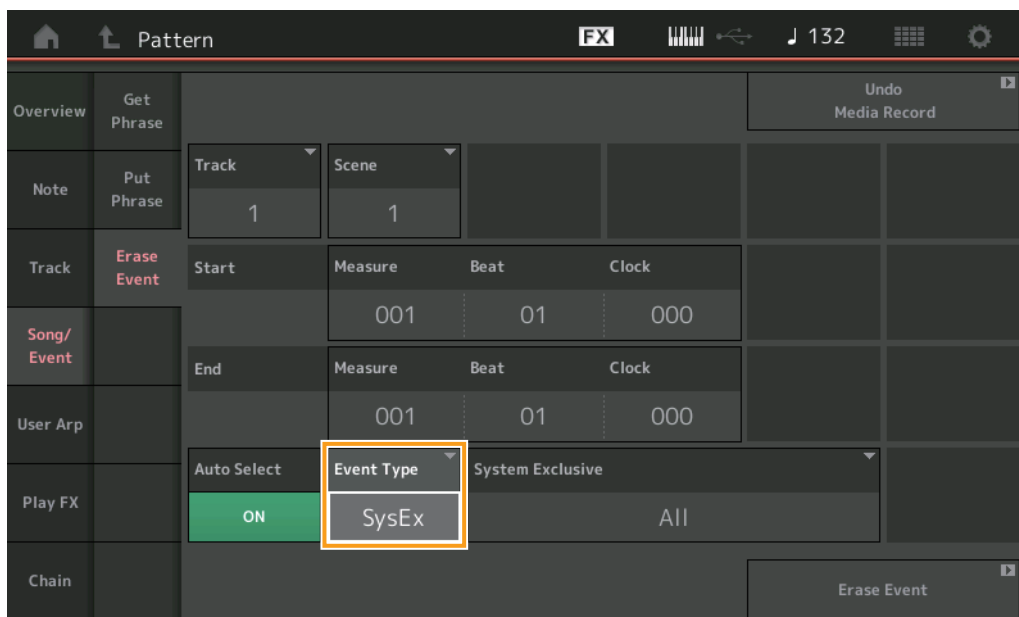 Pattern
FX
♩ 132
Overview
Get
Phrase
Undo
Media Record
Note
Put
Phrase
Track
Scene
1
1
Track
Erase
Event
Start
Measure
Beat
Clock
001
01
000
Song/
Event
End
Measure
Beat
Clock
001
01
000
User Arp
Auto Select
Event Type
System Exclusive
ON
SysEx
All
Play FX
Chain
Erase Event